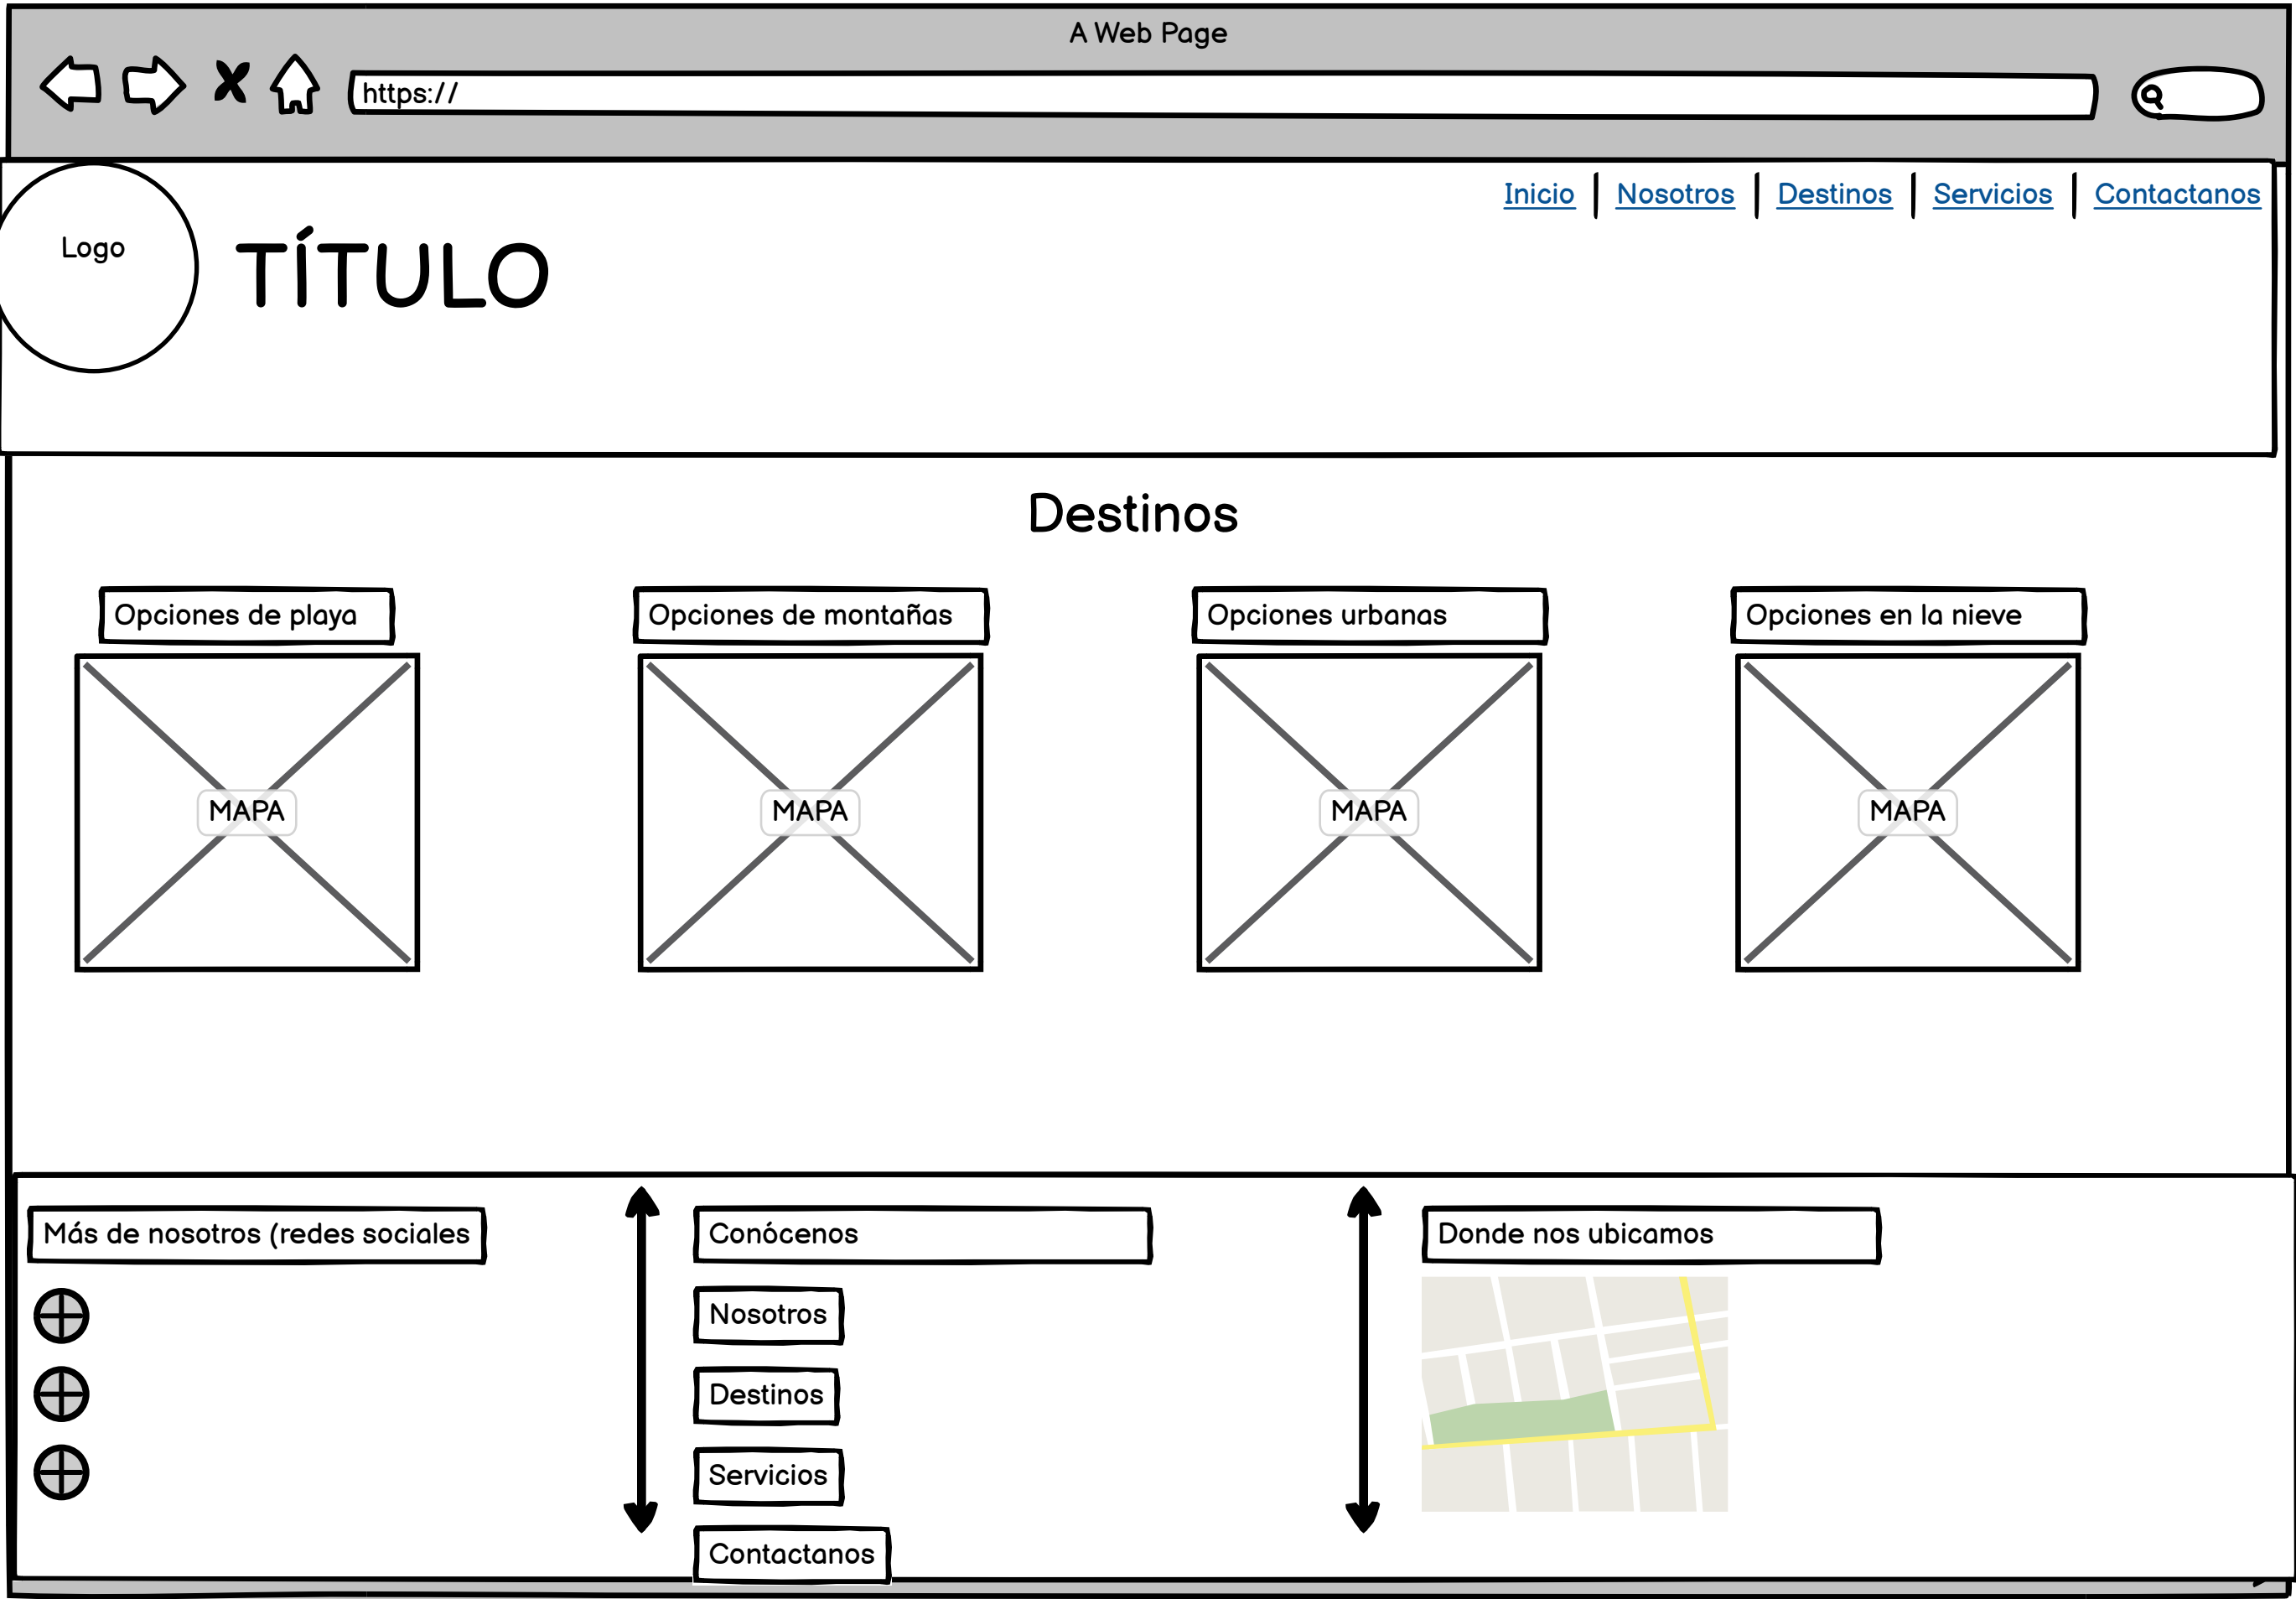 A Web Page
https://
Inicio Nosotros Destinos Servicios Contactanos
Logo
TÍTULO
Destinos
Opciones de playa
Opciones de montañas
Opciones urbanas
Opciones en la nieve
MAPA
MAPA
MAPA
MAPA
Más de nosotros (redes sociales
Conócenos
Nosotros
Destinos
Servicios
Contactanos
Donde nos ubicamos